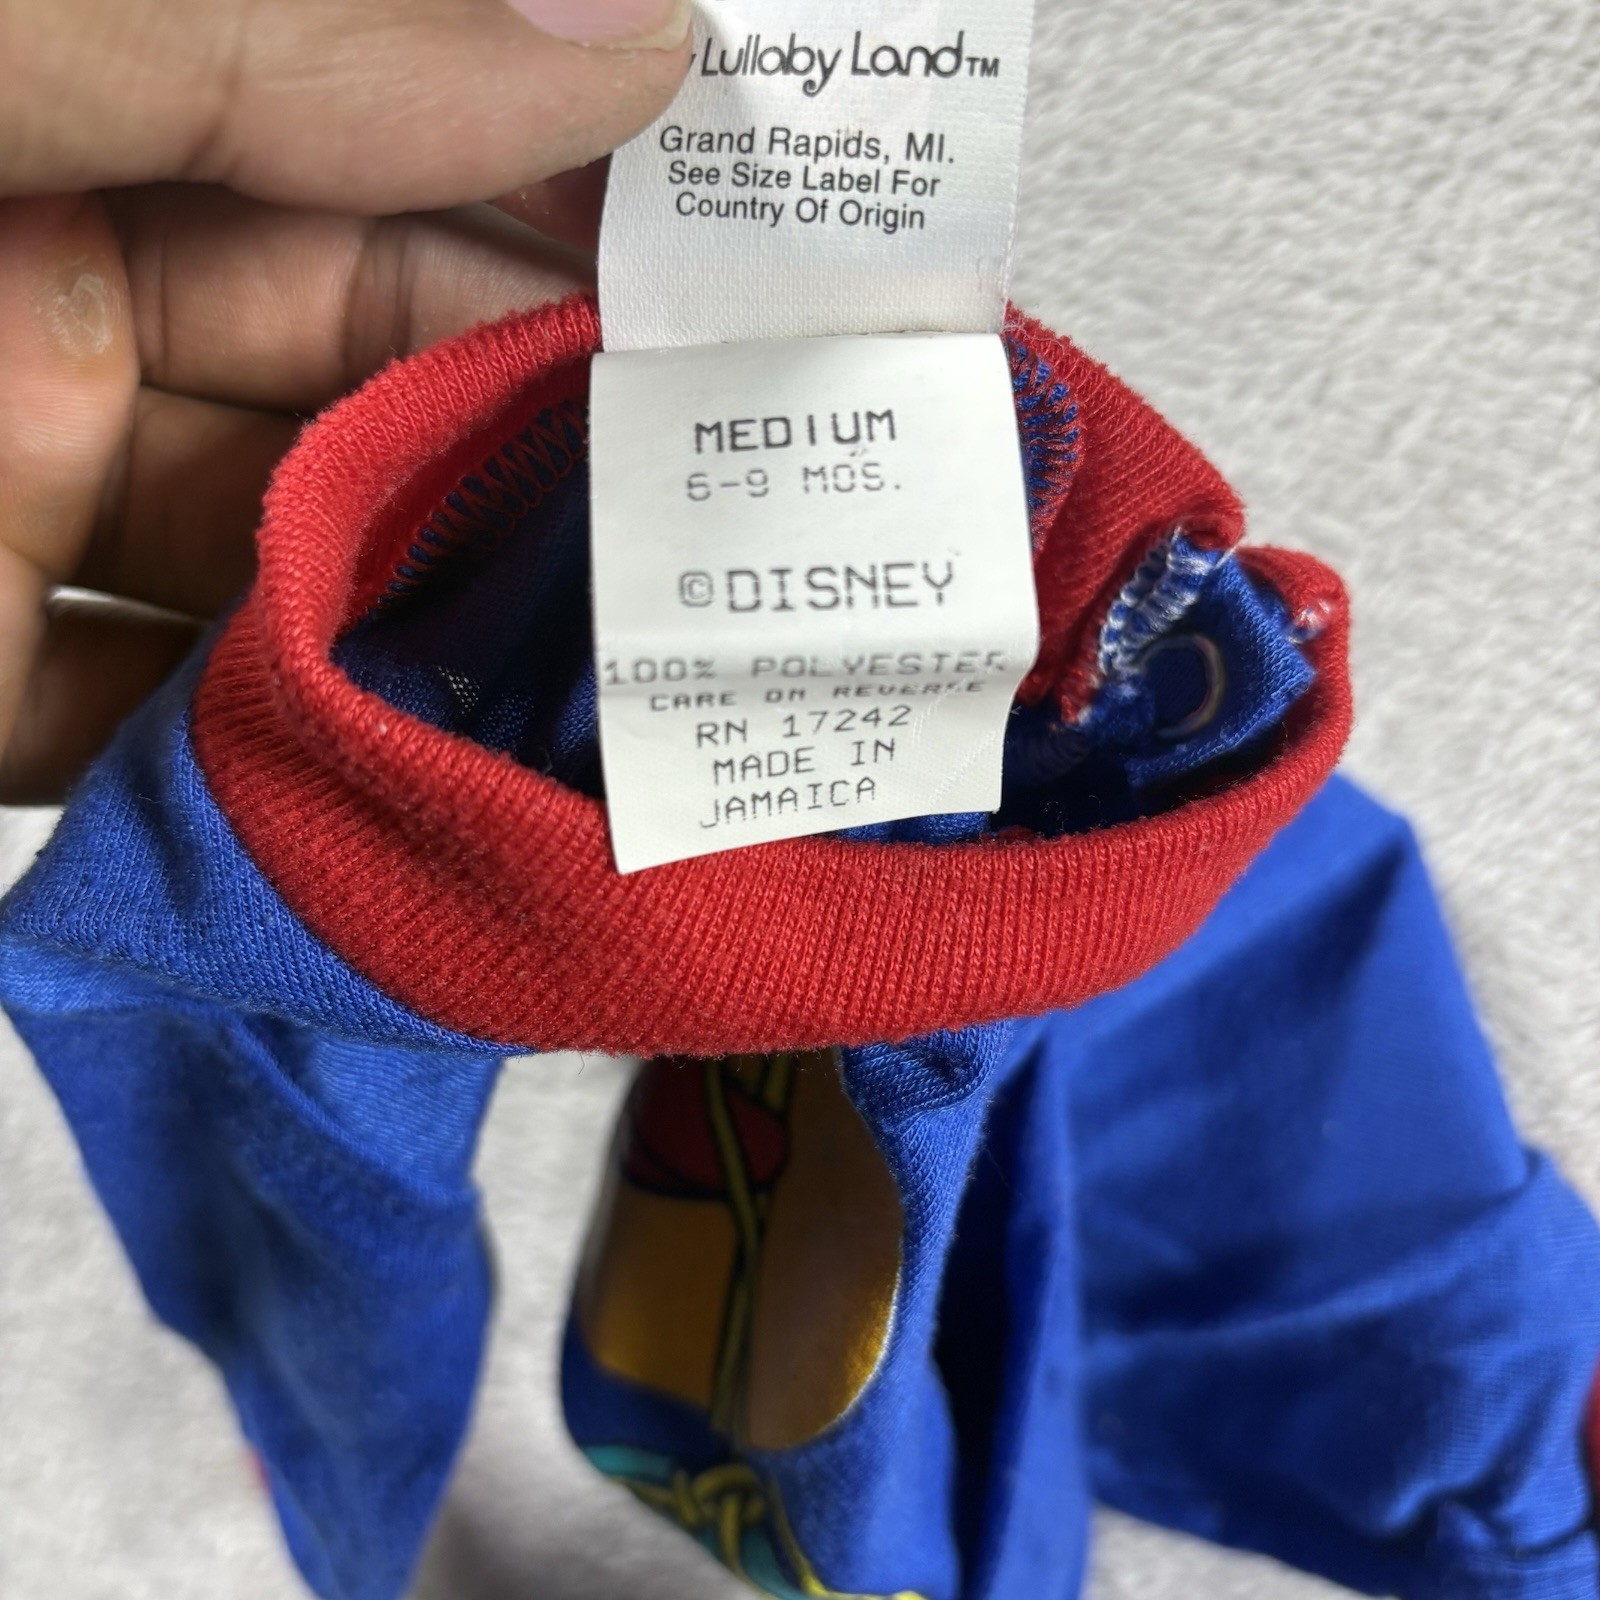 Lullaby Land™
Grand Rapids, MI.
See Size Label For
Country Of Origin
MEDIUM
6-9 MOS.
©DISNEY
100% POLYESTER
CARE ON REVERSE
RN 17242
MADE IN
JAMAICA